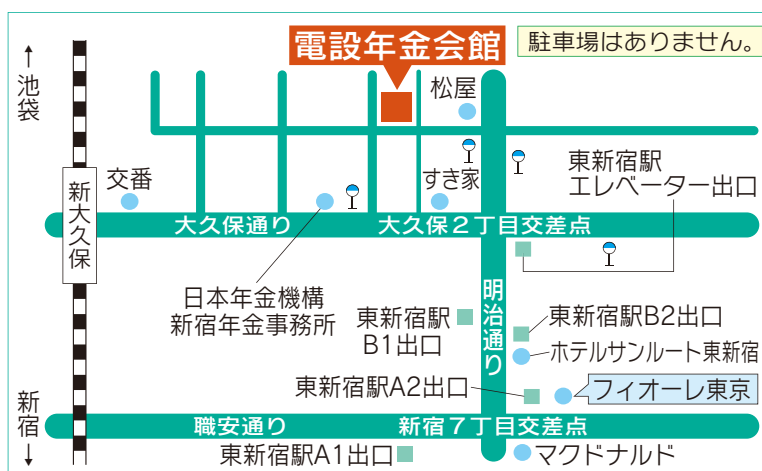 電設年金会館
駐車場はありません。
←池袋
松屋
東新宿駅
エレベーター出口
交番
すき家
新大久保
大久保通り
大久保2丁目交差点
日本年金機構
新宿年金事務所
明治通り
東新宿駅
B1出口
東新宿駅B2出口
ホテルサンルート東新宿
東新宿駅A2出口
フィオーレ東京
新宿→
職安通り
新宿7丁目交差点
東新宿駅A1出口
マクドナルド